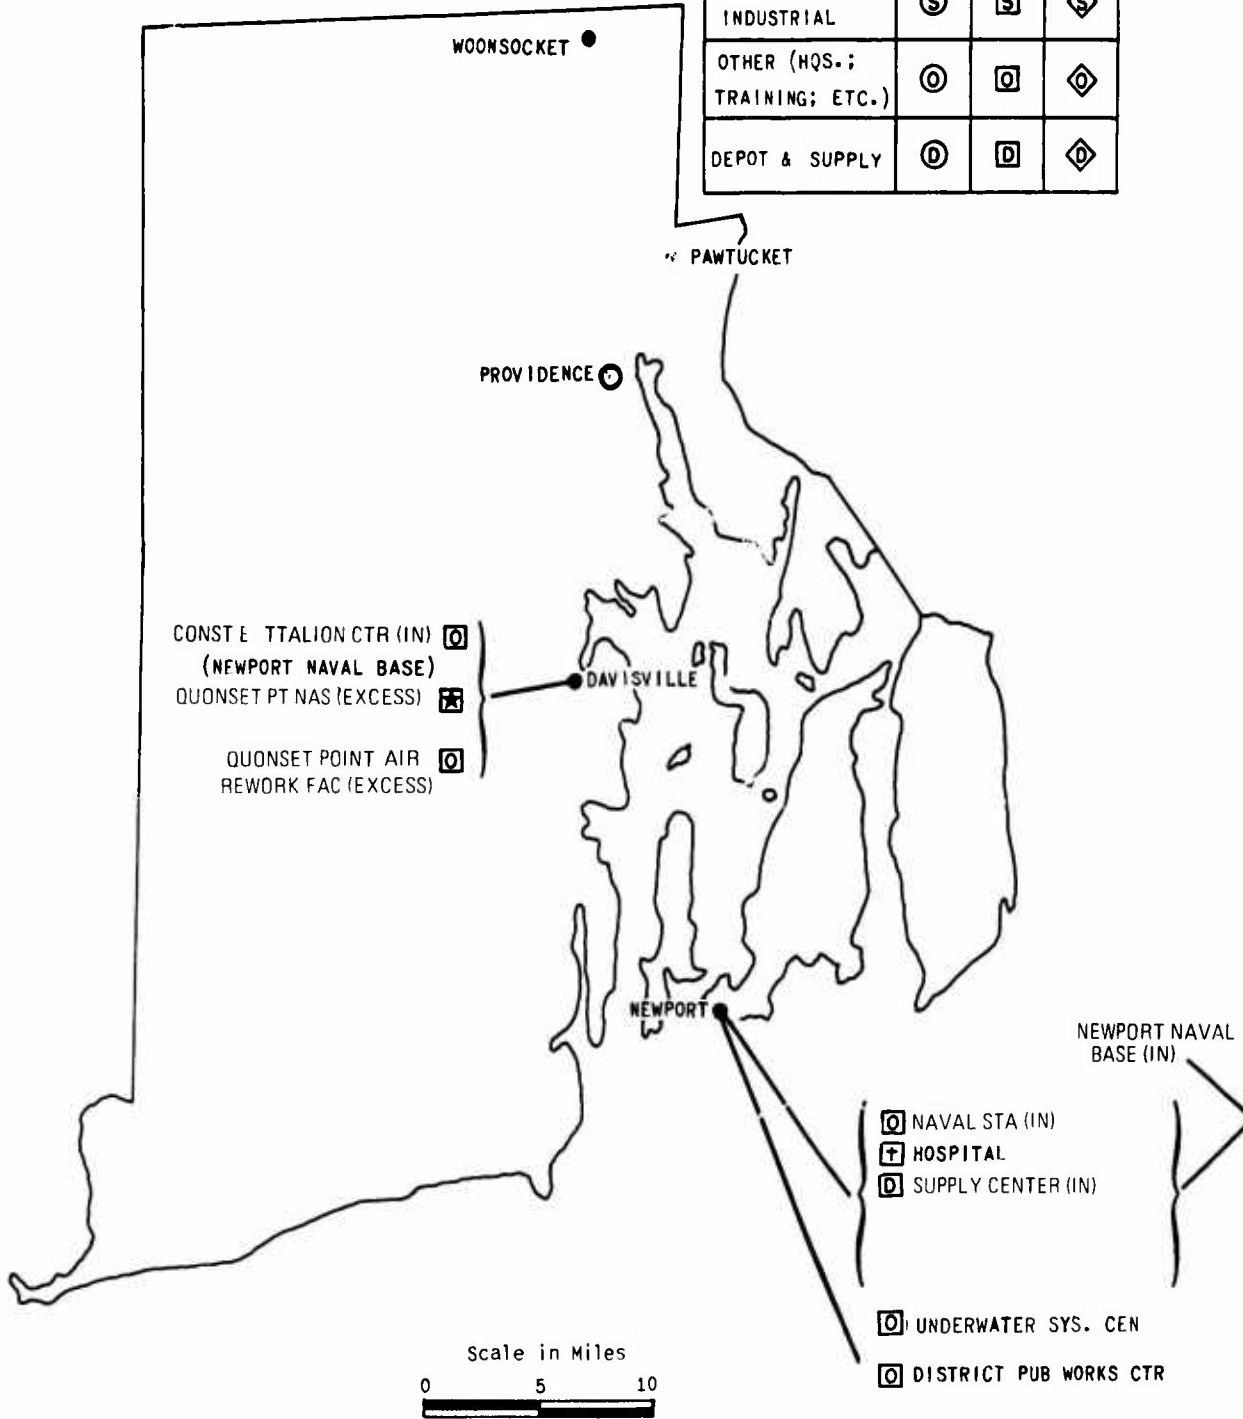 INDUSTRIAL Ⓢ S S
OTHER (HQS.;
TRAINING; ETC.) O O O
DEPOT & SUPPLY D D D
WOONSOCKET
PAWTUCKET
PROVIDENCE
CONST TTALION CTR (IN) O
(NEWPORT NAVAL BASE)
QUONSET PT NAS (EXCESS)
QUONSET POINT AIR O
REWORK FAC (EXCESS)
DAVISVILLE
NEWPORT
NEWPORT NAVAL
BASE (IN)
O NAVAL STA (IN)
HOSPITAL
D SUPPLY CENTER (IN)
O UNDERWATER SYS. CEN
O DISTRICT PUB WORKS CTR
Scale in Miles
0 5 10